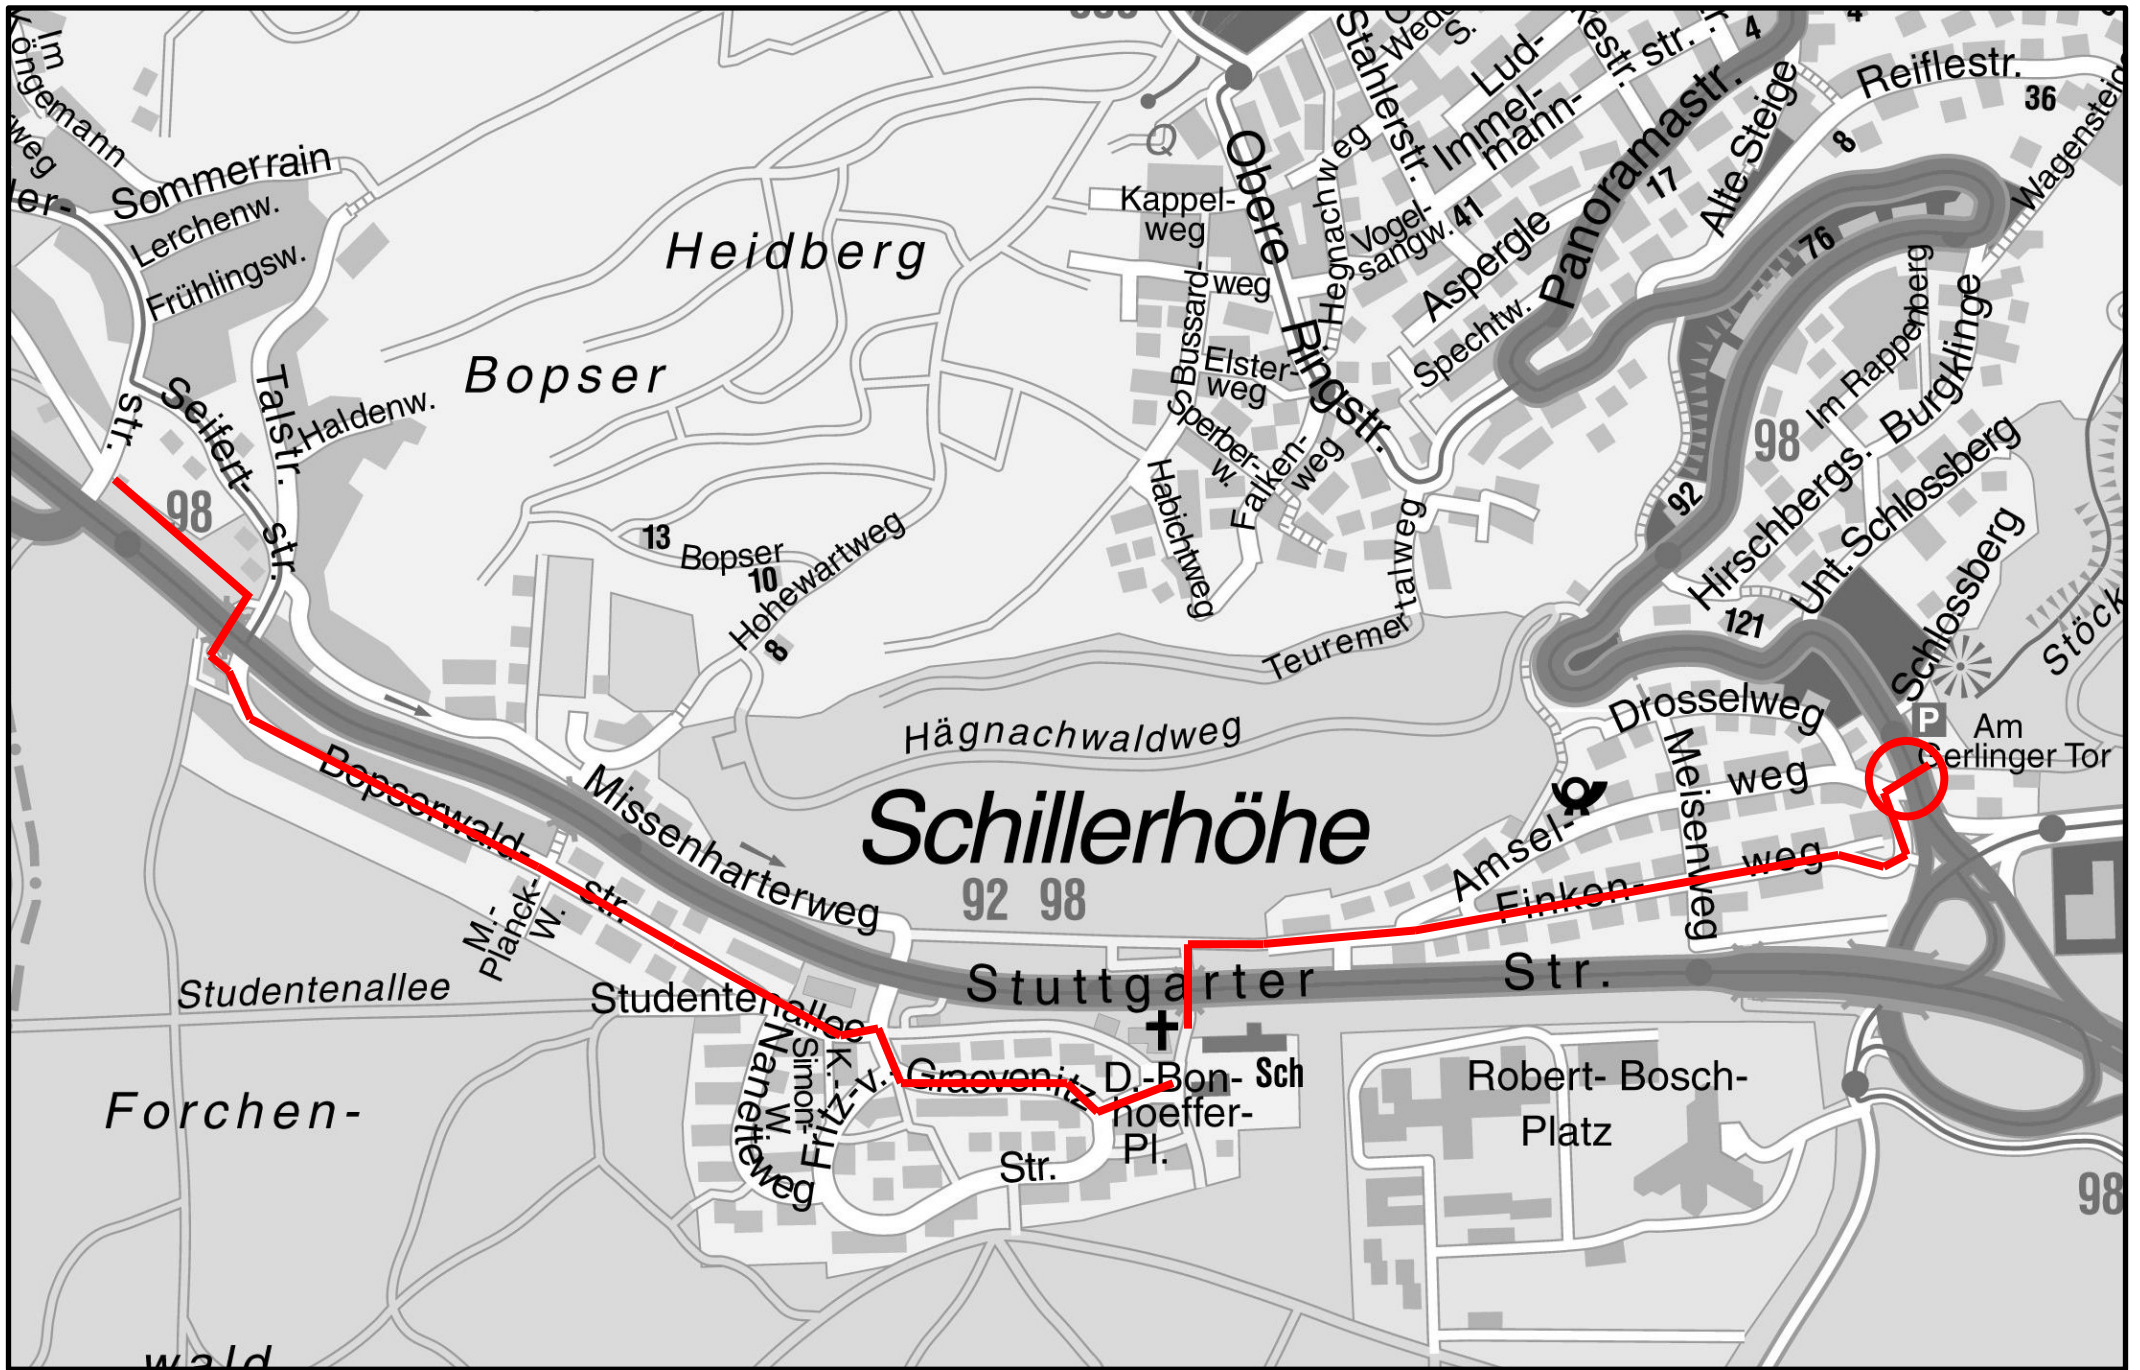 Im
Köngemann
weg
ler-
Sommerrain
Lerchenw.
Frühlingsw.
str.
Seifert-
str.
Talstr.
Haldenw.
98
Heidberg
Bopser
13
Bopser
10
Hohewartweg
8
Q
Kappel-
weg
Obere
Ringstr.
Hegnachweg
Stahlerstr.
Lud-
Immel-
mann-
str.
Vogel-
sangw.
41
Aspergle
Spechtw.
Bussard-
weg
Elster-
weg
Sperber-
w.
Falken-
weg
Habichtweg
Teuremertalweg
Panoramastr.
4
4
17
Alte Steige
Reiflestr.
8
36
Wagensteig
76
Im Rappenberg
Burgklinge
98
92
Hirschbergs.
Unt. Schlossberg
Schlossberg
121
Stöck
Drosselweg
P
Am
Gerlinger Tor
Meisenweg
Amsel-
weg
Finken-
weg
Hägnachwaldweg
Schillerhöhe
92 98
Missenharterweg
Bopserwald-
str.
M.-
Planck-
W.
Studentenallee
Studentenallee
Stuttgarter Str.
Nanetteweg
K.-
Simon-
W.
Fritz-v.-
Graevenitz
Str.
D.-Bon-
hoeffer-
Pl.
Sch
Robert- Bosch-
Platz
98
Forchen-
wald